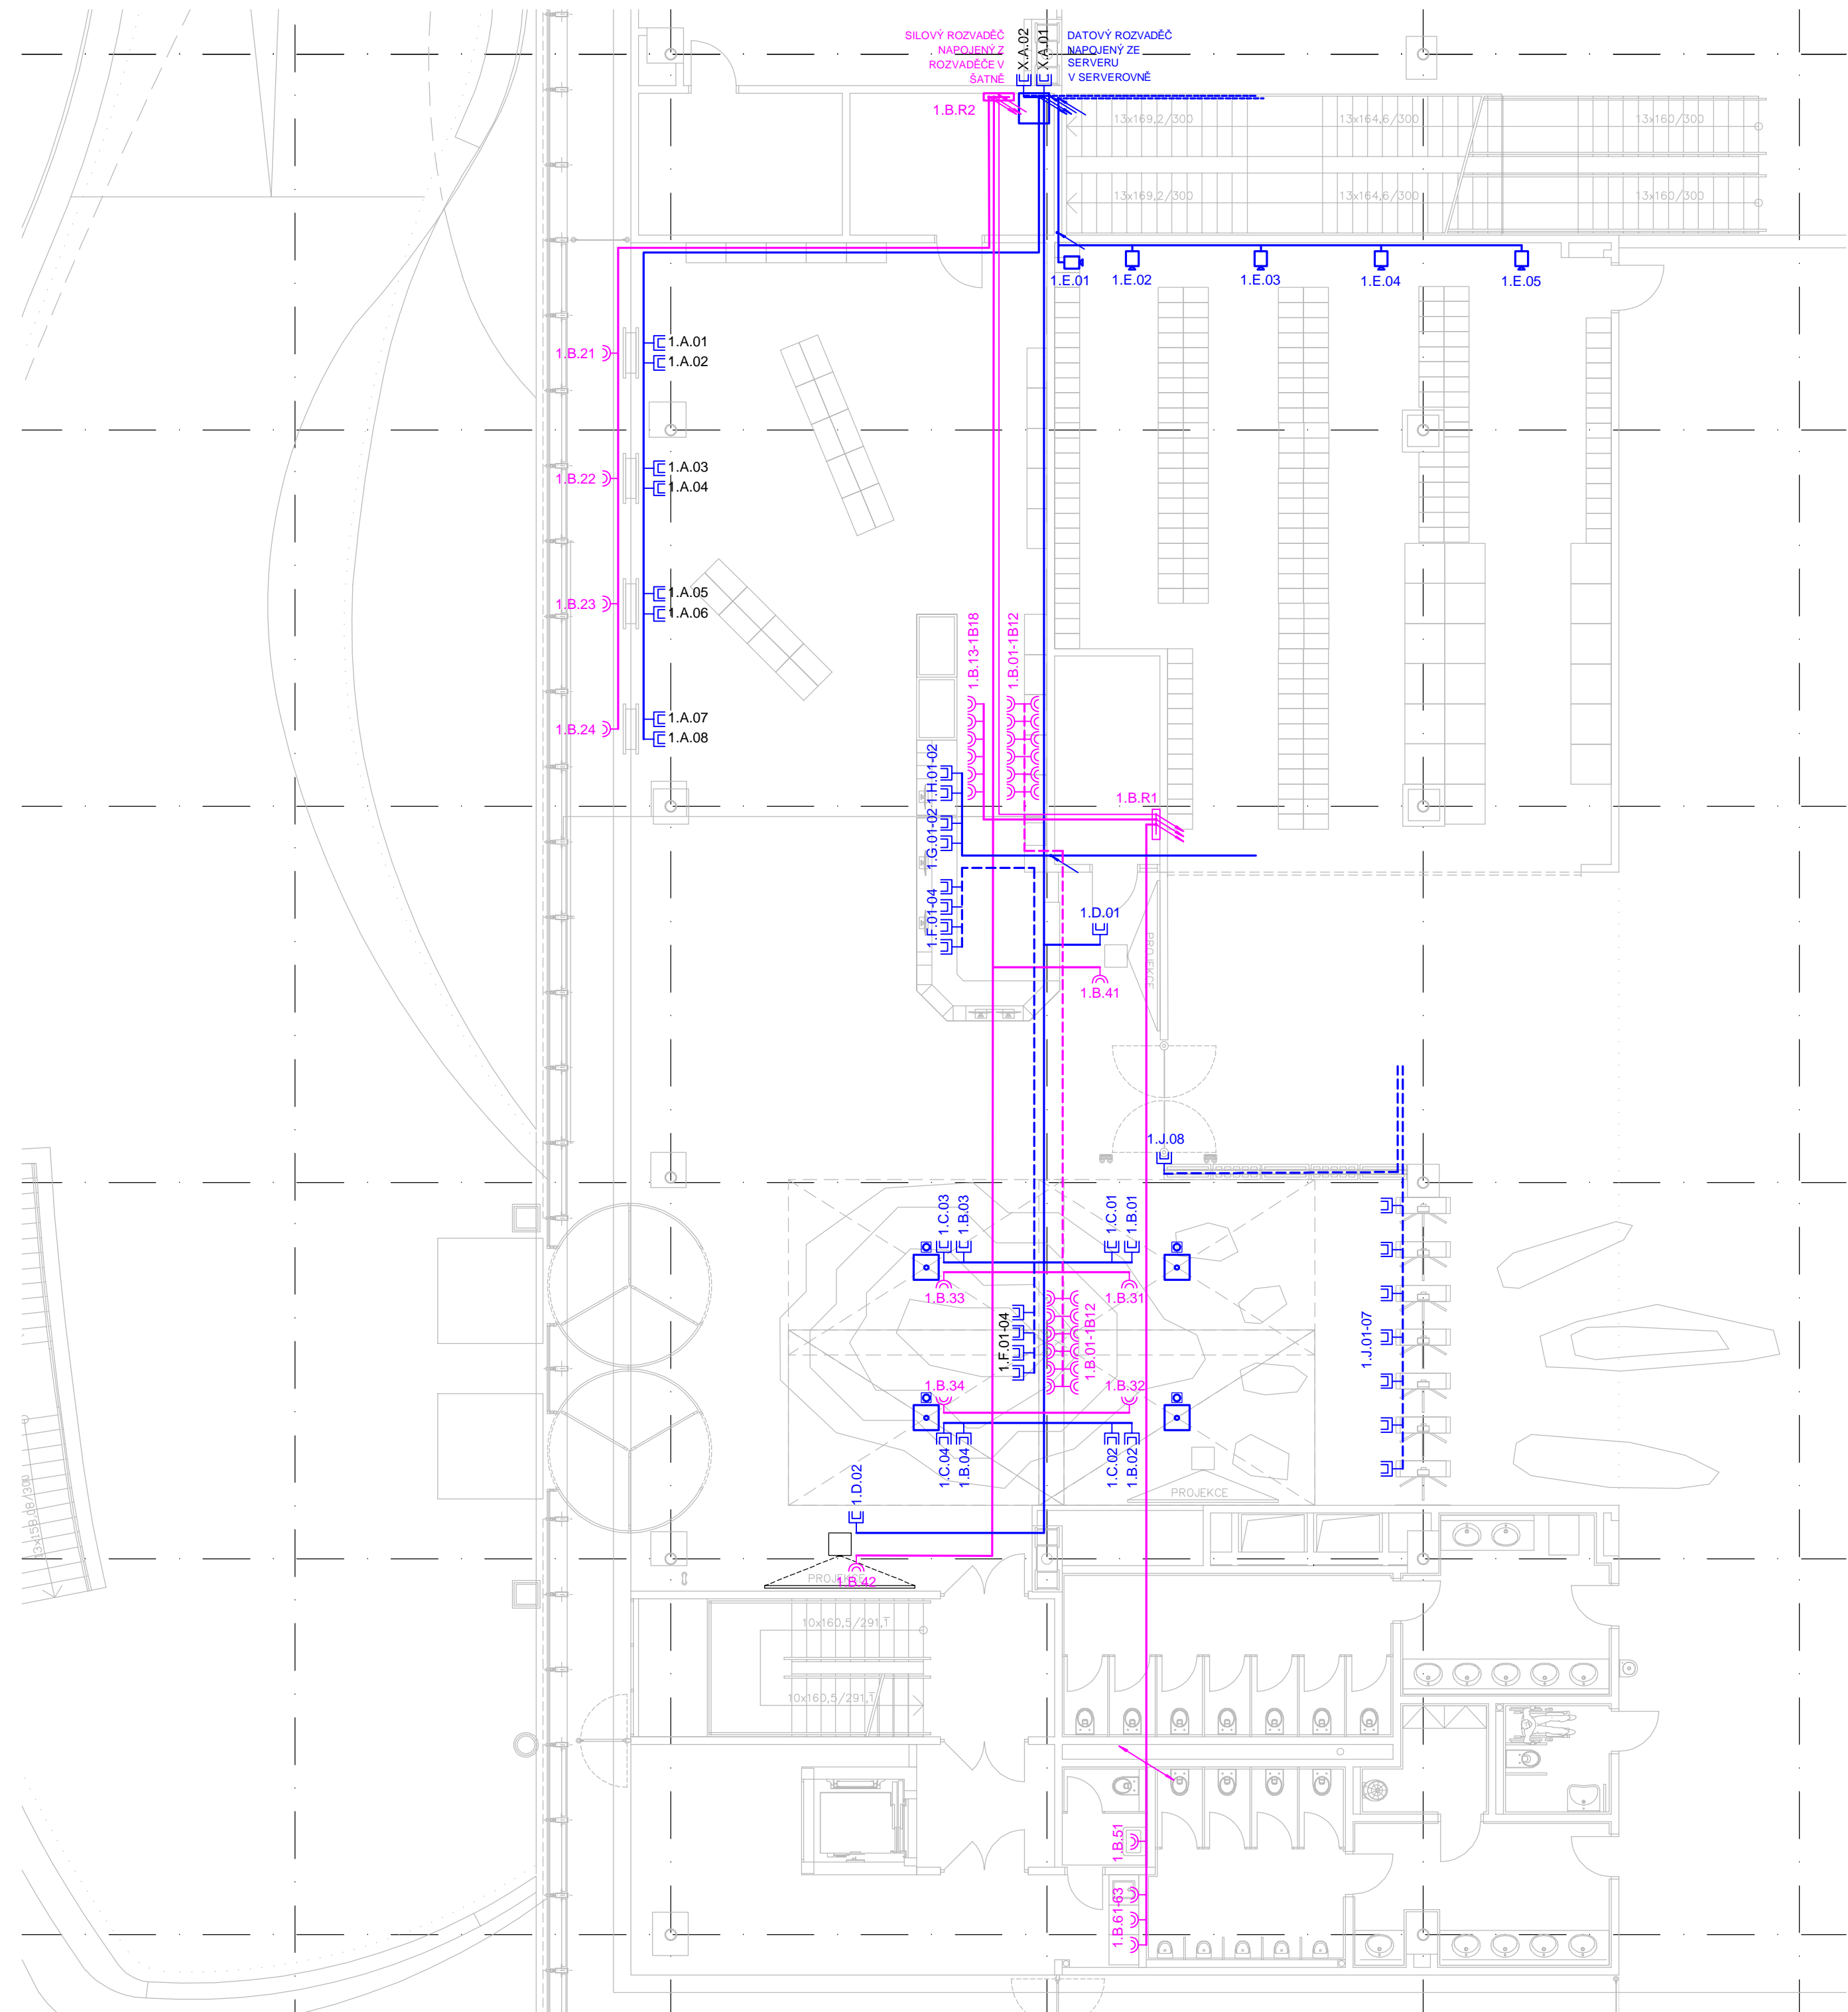 SILOVÝ ROZVADĚČ
NAPOJENÝ Z
ROZVADĚČE V
ŠATNĚ
X.A.02
X.A.01
DATOVÝ ROZVADĚČ
NAPOJENÝ ZE
SERVERU
V SERVEROVNĚ
1.B.R2
13x169,2/300
13x164,6/300
13x160/300
13x169,2/300
13x164,6/300
13x160/300
1.E.01
1.E.02
1.E.03
1.E.04
1.E.05
1.B.21
1.A.01
1.A.02
1.B.22
1.A.03
1.A.04
1.B.23
1.A.05
1.A.06
1.B.24
1.A.07
1.A.08
1.B.13-1B18
1.B.01-1B12
1.H.01-02
1.G.01-02
1.F.01-04
1.B.R1
1.D.01
PROJEKCE
1.B.41
1.J.08
1.C.03
1.B.03
1.C.01
1.B.01
1.B.33
1.B.31
1.F.01-04
1.B.01-1B12
1.J.01-07
1.B.34
1.B.32
1.C.04
1.B.04
1.C.02
1.B.02
1.D.02
PROJEKCE
13x158,08/300
PROJEKCE
1.B.42
10x160,5/291,1
10x160,5/291,1
1.B.51
1.B.61-63